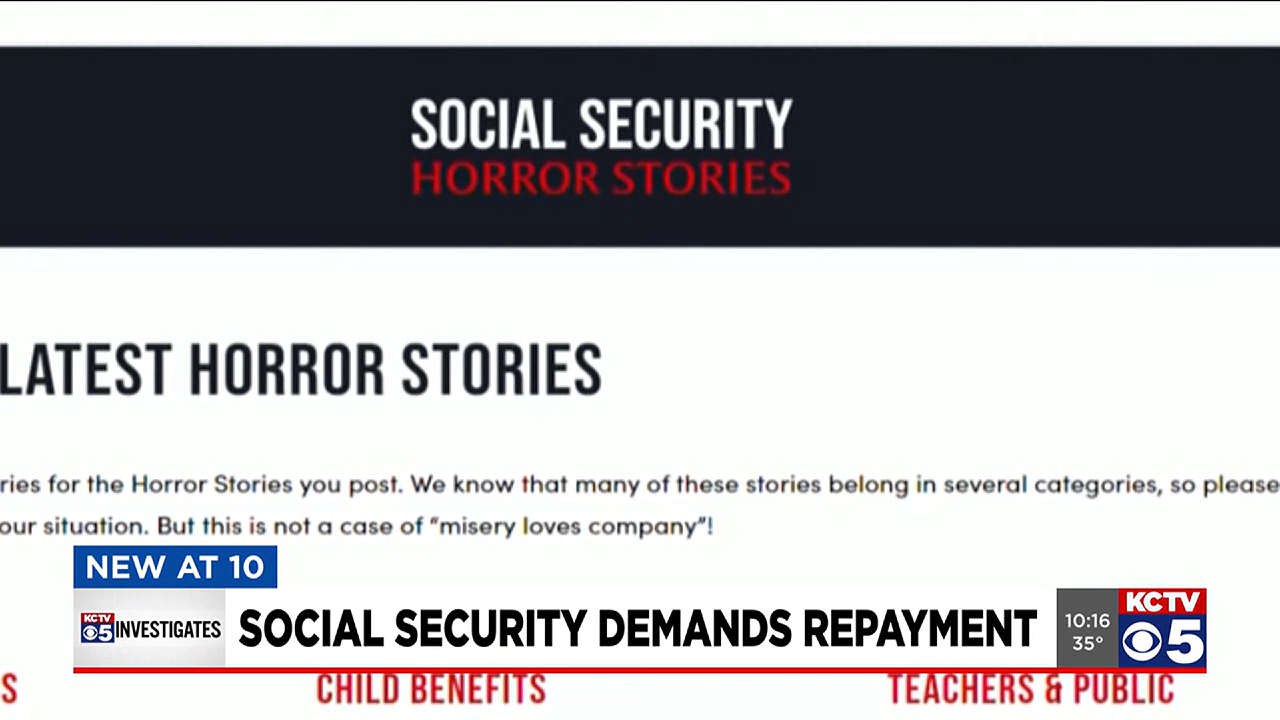 SOCIAL SECURITY
HORROR STORIES
LATEST HORROR STORIES
ries for the Horror Stories you post. We know that many of these stories belong in several categories, so please
our situation. But this is not a case of “misery loves company”!
NEW AT 10
KCTV
5 INVESTIGATES
SOCIAL SECURITY DEMANDS REPAYMENT
10:16
35°
KCTV
5
S
CHILD BENEFITS
TEACHERS & PUBLIC